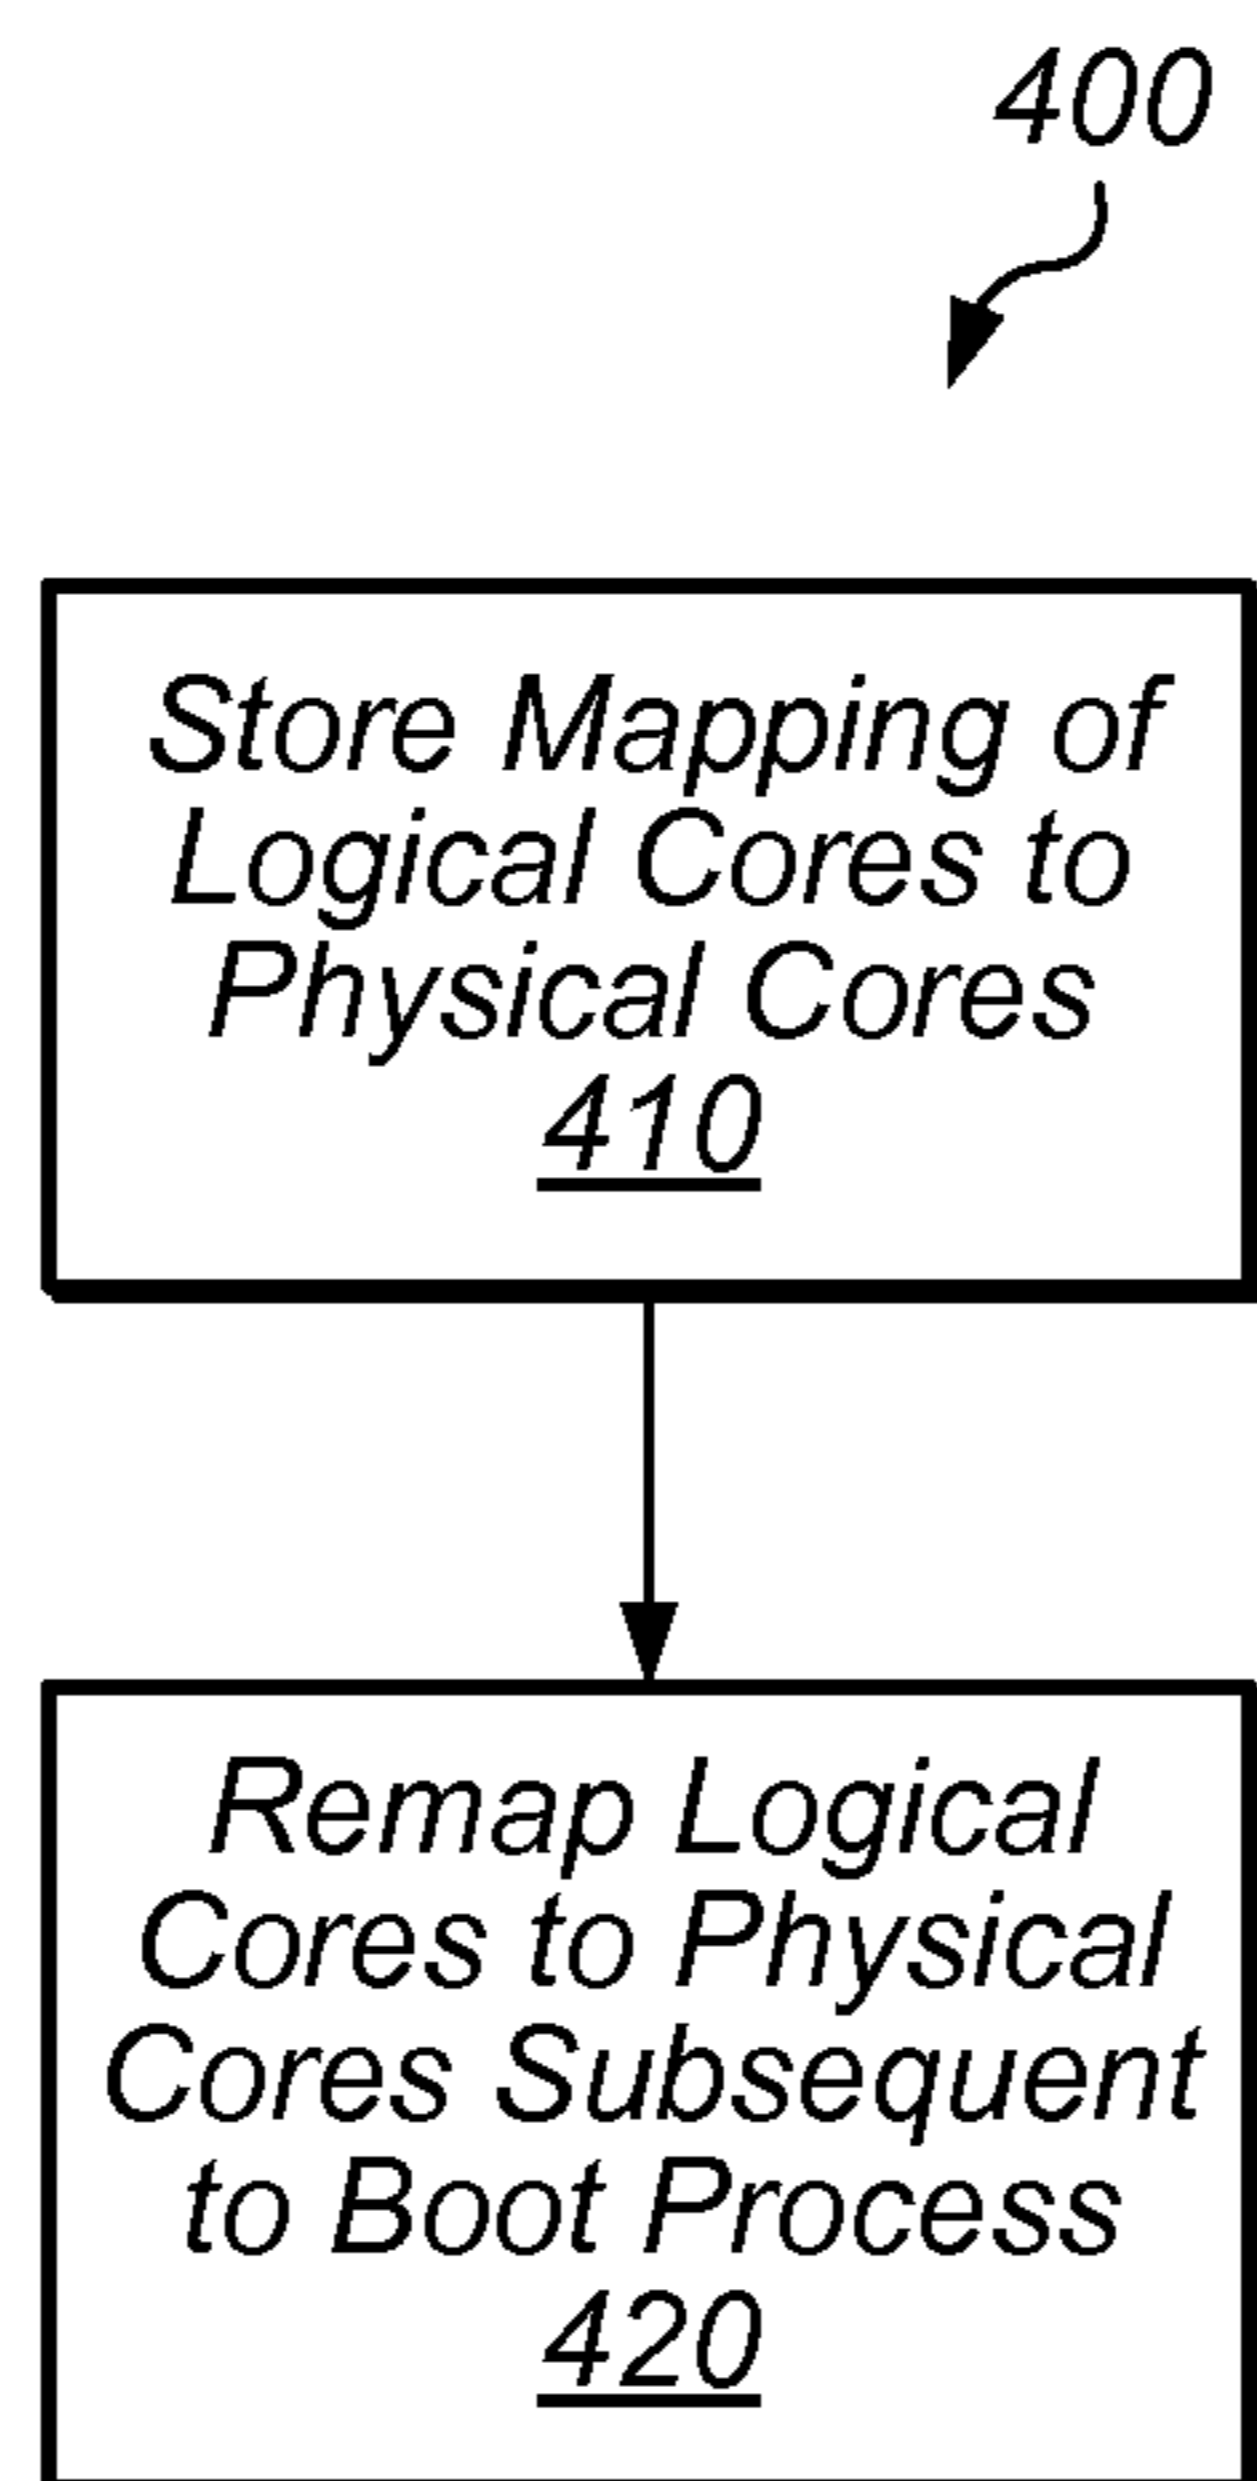 400
Store Mapping of
Logical Cores to
Physical Cores
410
Remap Logical
Cores to Physical
Cores Subsequent
to Boot Process
420